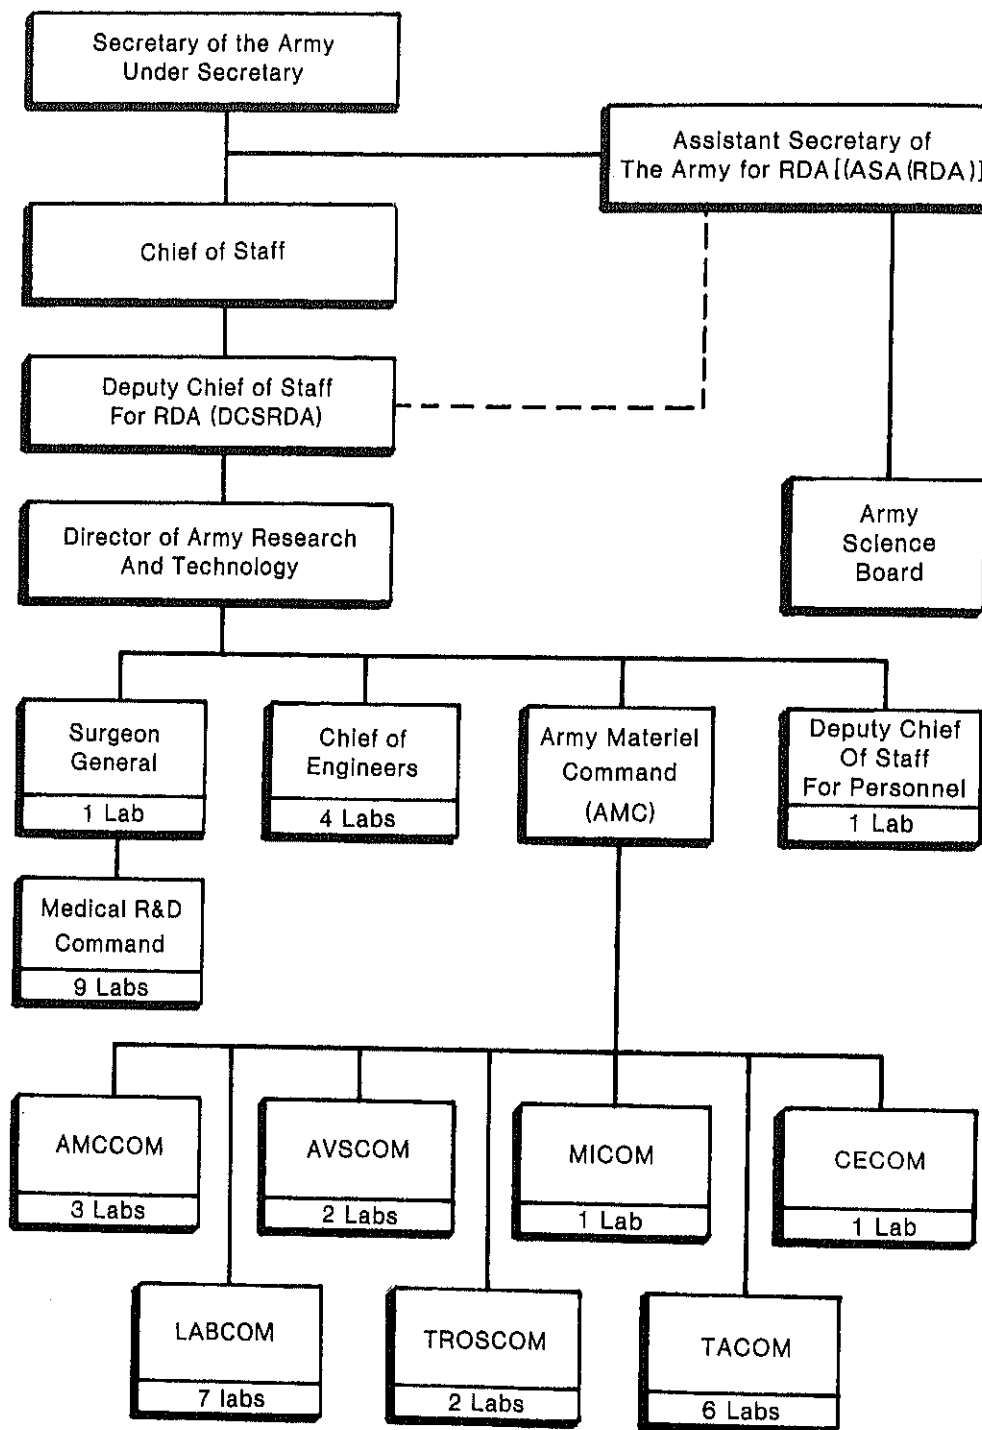 Secretary of the Army
Under Secretary
Assistant Secretary of
The Army for RDA [(ASA (RDA)]
Chief of Staff
Deputy Chief of Staff
For RDA (DCSRDA)
Director of Army Research
And Technology
Army
Science
Board
Surgeon
General
1 Lab
Chief of
Engineers
4 Labs
Army Materiel
Command
(AMC)
Deputy Chief
Of Staff
For Personnel
1 Lab
Medical R&D
Command
9 Labs
AMCCOM
3 Labs
AVSCOM
2 Labs
MICOM
1 Lab
CECOM
1 Lab
LABCOM
7 labs
TROSCOM
2 Labs
TACOM
6 Labs